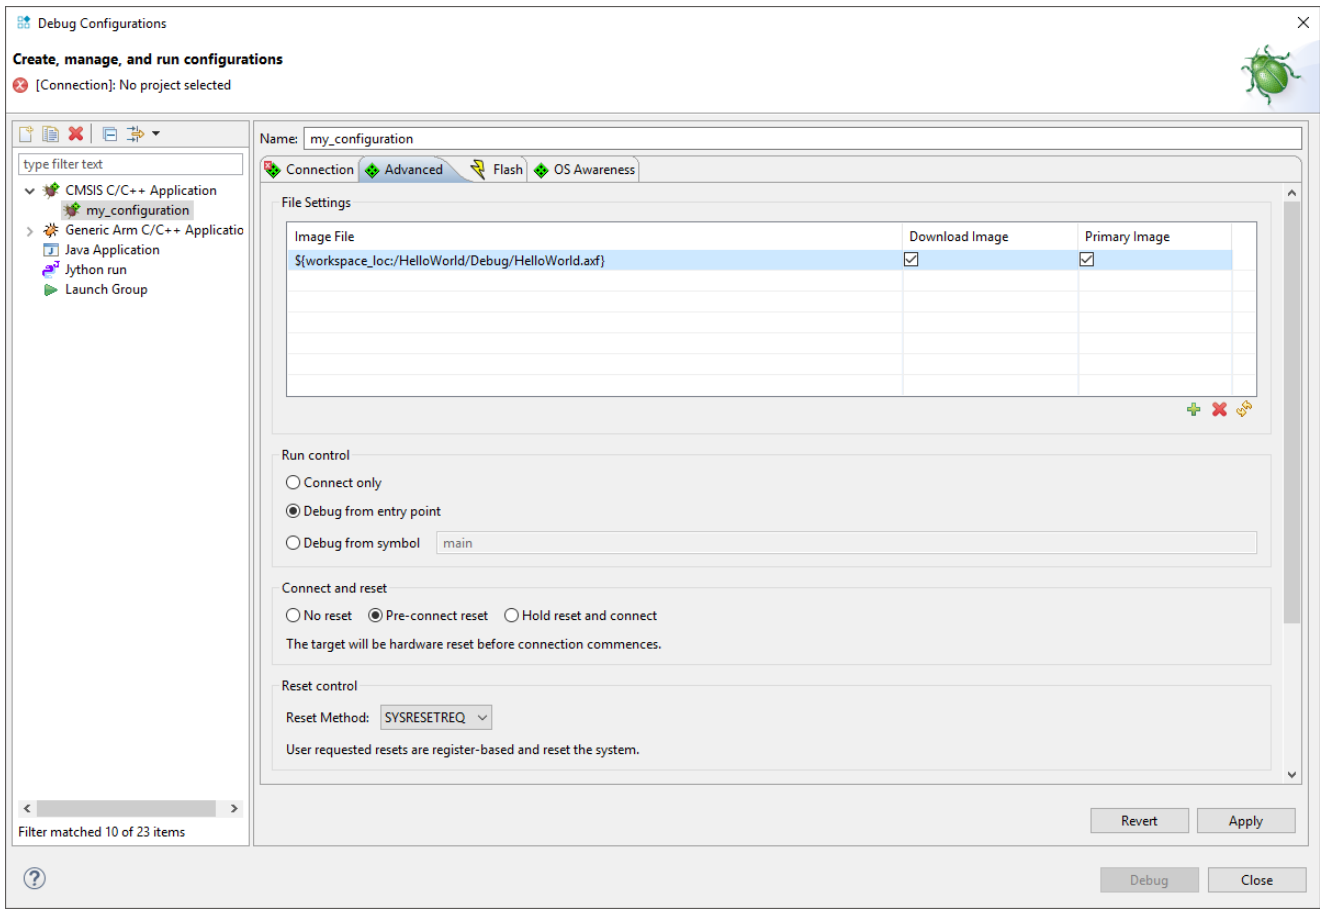 Debug Configurations
Create, manage, and run configurations
[Connection]: No project selected
type filter text
CMSIS C/C++ Application
my_configuration
Generic Arm C/C++ Applicatio
Java Application
Jython run
Launch Group
Filter matched 10 of 23 items
Name: my_configuration
Connection Advanced Flash OS Awareness
File Settings
Image File Download Image Primary Image
${workspace_loc:/HelloWorld/Debug/HelloWorld.axf}
Run control
Connect only
Debug from entry point
Debug from symbol main
Connect and reset
No reset Pre-connect reset Hold reset and connect
The target will be hardware reset before connection commences.
Reset control
Reset Method: SYSRESETREQ
User requested resets are register-based and reset the system.
Revert Apply
Debug Close